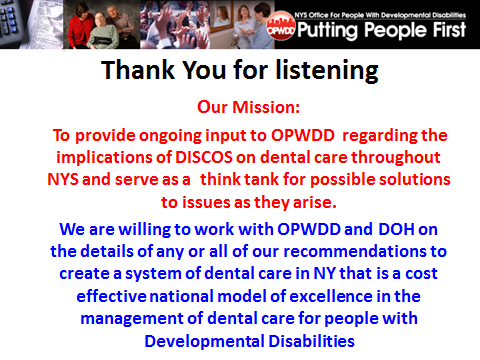 NYS Office For People With Developmental Disabilities
OPWDD Putting People First
Thank You for listening
Our Mission:
To provide ongoing input to OPWDD regarding the
implications of DISCOS on dental care throughout
NYS and serve as a think tank for possible solutions
to issues as they arise.
We are willing to work with OPWDD and DOH on
the details of any or all of our recommendations to
create a system of dental care in NY that is a cost
effective national model of excellence in the
management of dental care for people with
Developmental Disabilities